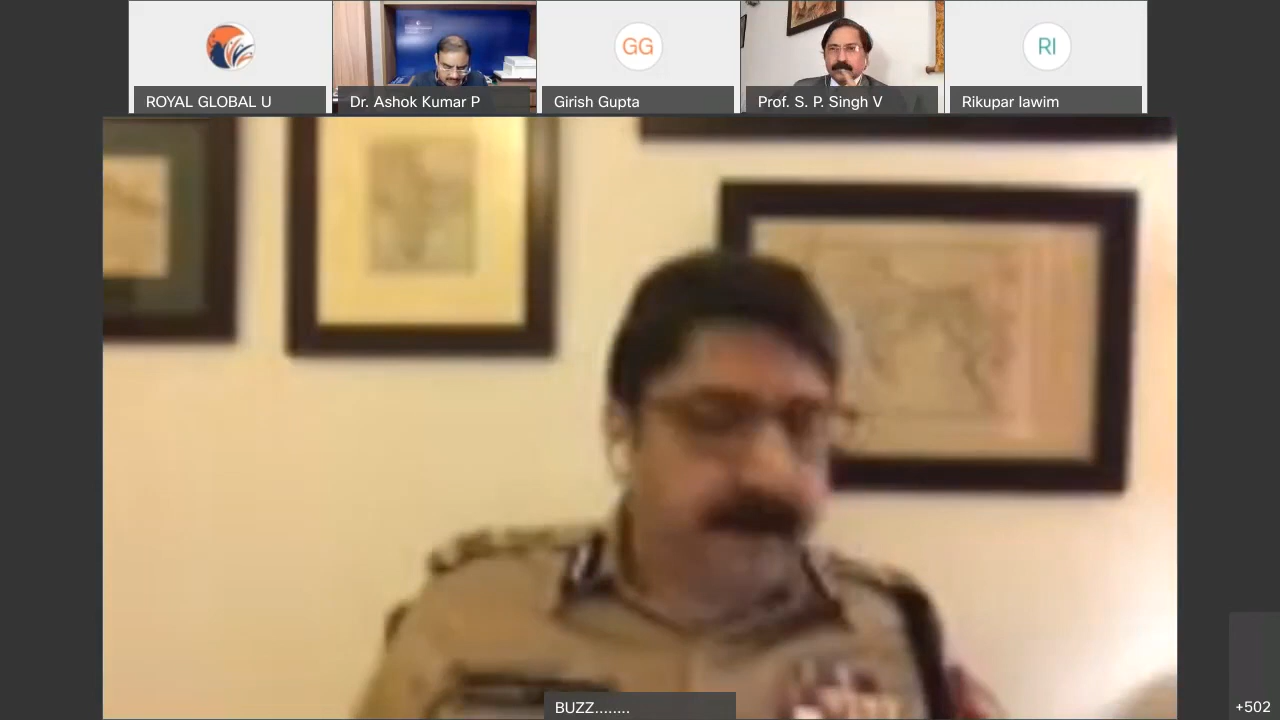 GG
RI
ROYAL GLOBAL U
Dr. Ashok Kumar P
Girish Gupta
Prof. S. P. Singh V
Rikupar lawim
BUZZ........
+502